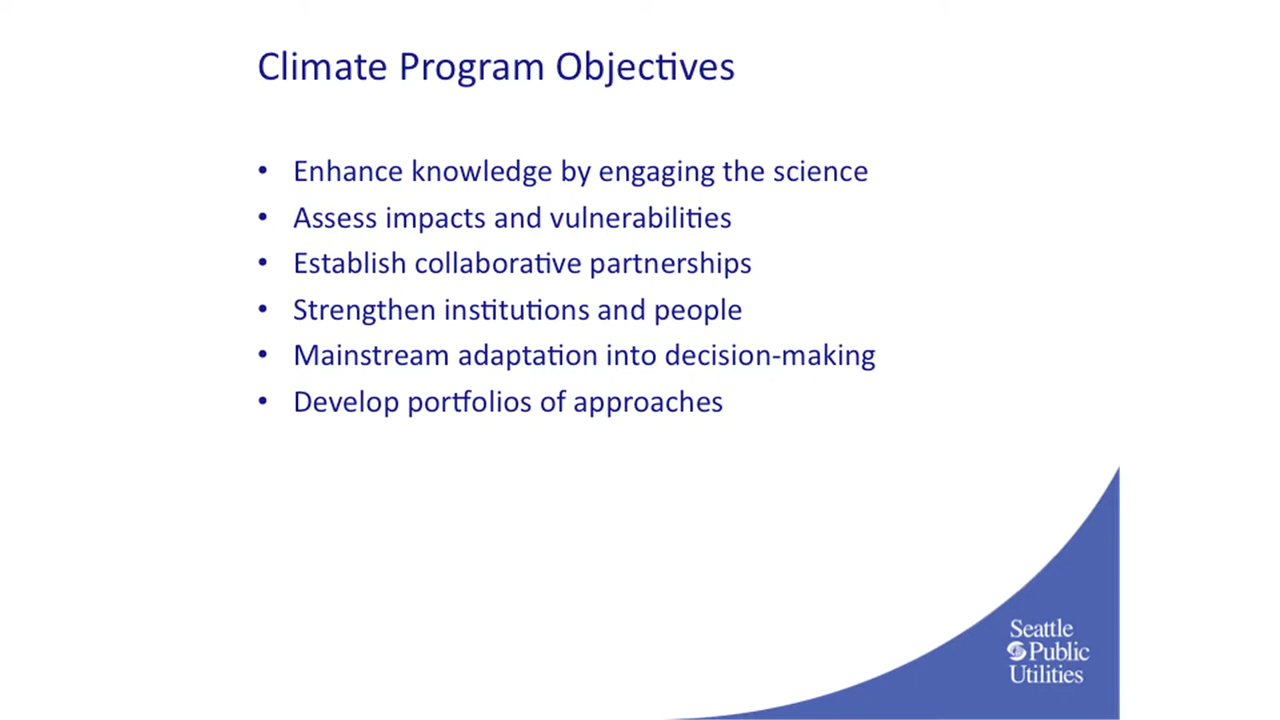 Climate Program Objectives
• Enhance knowledge by engaging the science
• Assess impacts and vulnerabilities
• Establish collaborative partnerships
• Strengthen institutions and people
• Mainstream adaptation into decision-making
• Develop portfolios of approaches
Seattle
Public
Utilities